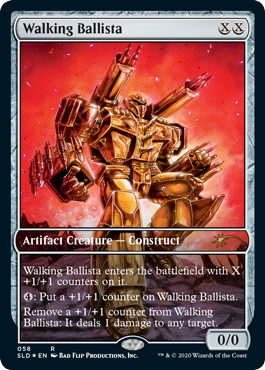 Walking Ballista XX
Artifact Creature — Construct
Walking Ballista enters the battlefield with X
+1/+1 counters on it.
4: Put a +1/+1 counter on Walking Ballista.
Remove a +1/+1 counter from Walking
Ballista: It deals 1 damage to any target.
0/0
058 R
SLD EN Bad Flip Productions, Inc. ™ & © 2020 Wizards of the Coast